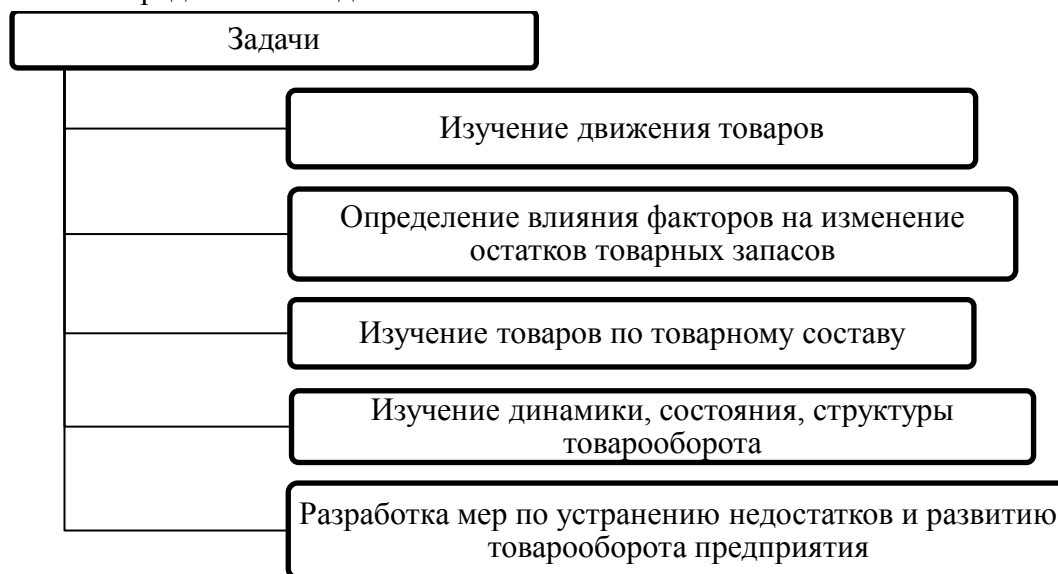 Задачи
Изучение движения товаров
Определение влияния факторов на изменение
остатков товарных запасов
Изучение товаров по товарному составу
Изучение динамики, состояния, структуры
товарооборота
Разработка мер по устранению недостатков и развитию
товарооборота предприятия